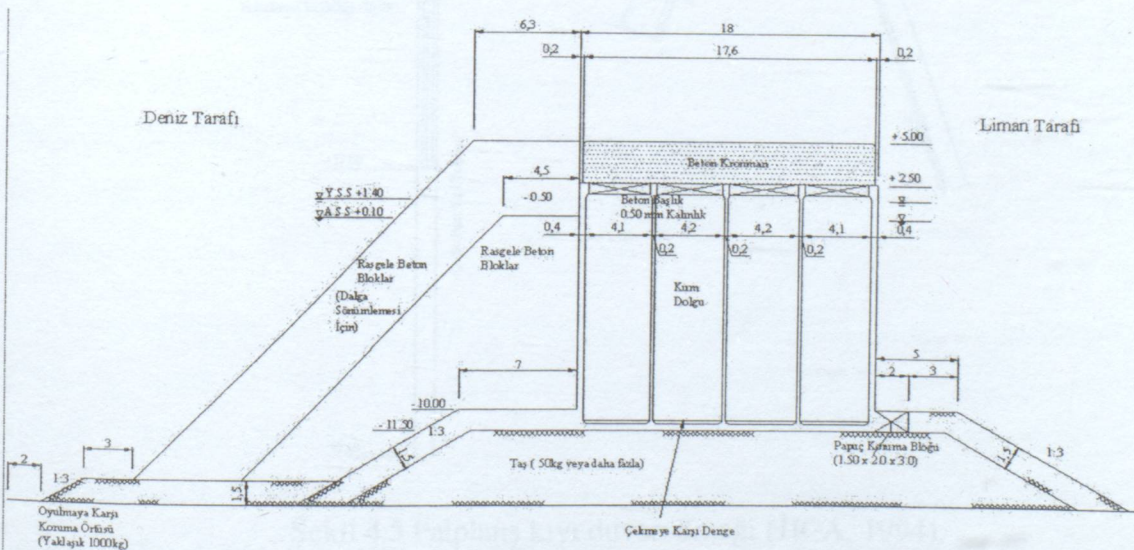 6,3
18
0,2
17,6
0,2
Deniz Tarafı
Liman Tarafı
+ 5.00
Beton Kronman
4,5
+ 2.50
Y S S +1.40
- 0.50
Beton Başlık
A S S +0.10
0.50 mm Kalınlık
0,4
4,1
4,2
4,2
4,1
0,4
0,2
0,2
0,2
Rasgele Beton
Bloklar
Rasgele Beton
Bloklar
(Dalga
Sönümlemesi
İçin)
Kum
Dolgu
5
7
2
3
- 10.00
- 11.50
1:3
1,5
3
2
1:3
1,5
Taş ( 50kg veya daha fazla)
Papuç Koruma Bloğu
(1.50 x 2.0 x 3.0)
1,5
1:3
Oyulmaya Karşı
Koruma Örtüsü
(Yaklaşık 1000kg)
Çekmeye Karşı Denge